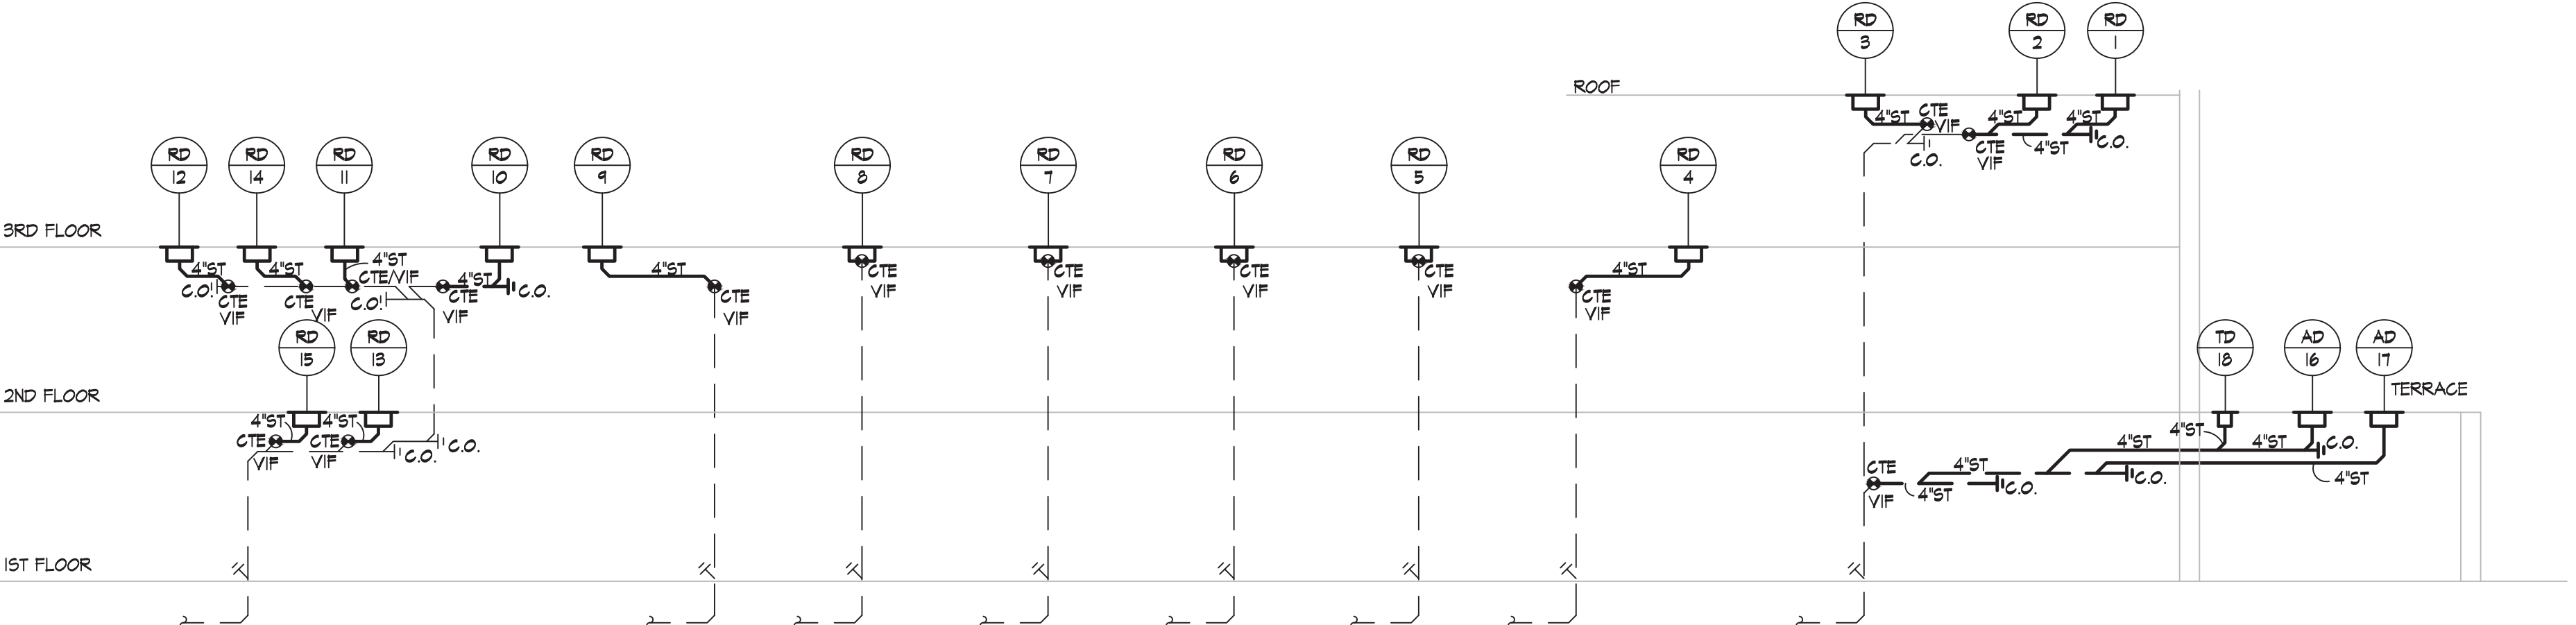 RD
3
RD
2
RD
1
ROOF
4"ST
CTE
VIF
4"ST
4"ST
C.O.
CTE
VIF
4"ST
C.O.
RD
12
RD
14
RD
11
RD
10
RD
9
RD
8
RD
7
RD
6
RD
5
RD
4
3RD FLOOR
4"ST
C.O.
CTE
VIF
4"ST
CTE
VIF
4"ST
CTE/VIF
C.O.
4"ST
CTE
VIF
C.O.
4"ST
CTE
VIF
CTE
VIF
CTE
VIF
CTE
VIF
CTE
VIF
4"ST
CTE
VIF
RD
15
RD
13
TD
18
AD
16
AD
17
2ND FLOOR
TERRACE
4"ST
CTE
VIF
4"ST
CTE
VIF
C.O.
C.O.
4"ST
4"ST
4"ST
C.O.
CTE
VIF
4"ST
4"ST
C.O.
C.O.
4"ST
1ST FLOOR